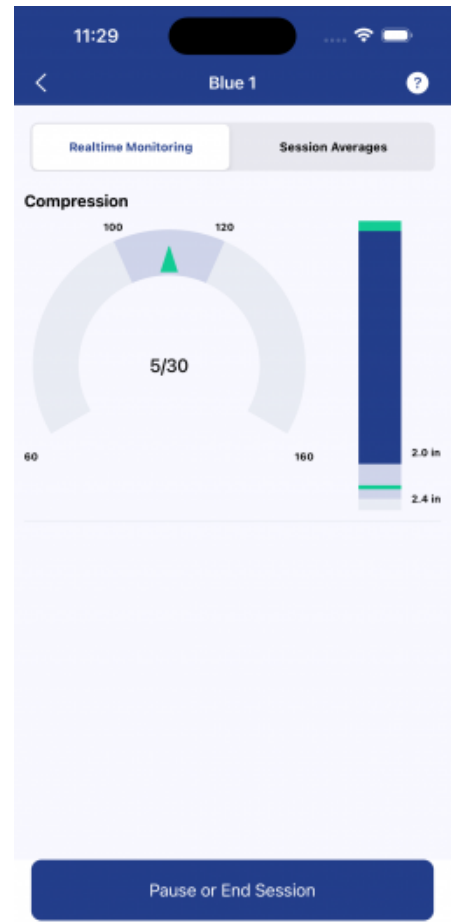 11:29
Blue 1
?
Realtime Monitoring
Session Averages
Compression
100
120
5/30
60
160
2.0 in
2.4 in
Pause or End Session